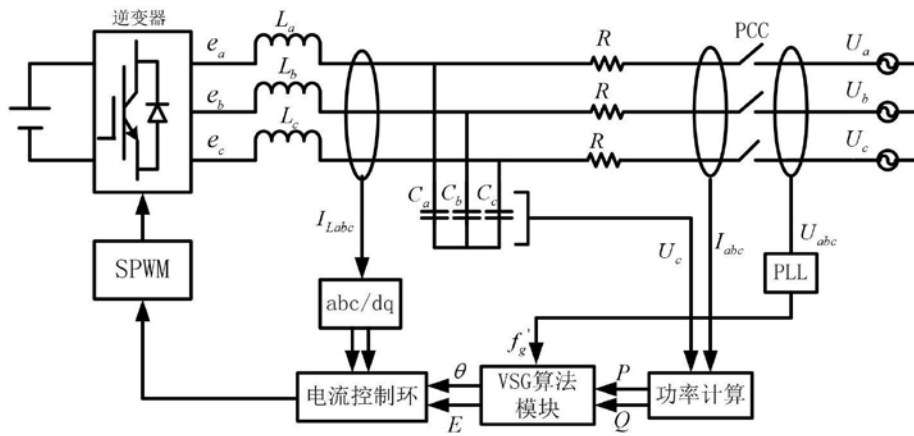 逆变器
e_a
L_a
e_b
L_b
e_c
L_c
R
R
R
PCC
U_a
U_b
U_c
C_a
C_b
C_c
I_Labc
U_c
I_abc
U_abc
SPWM
abc/dq
PLL
f_g'
电流控制环
θ
E
VSG算法
模块
P
Q
功率计算